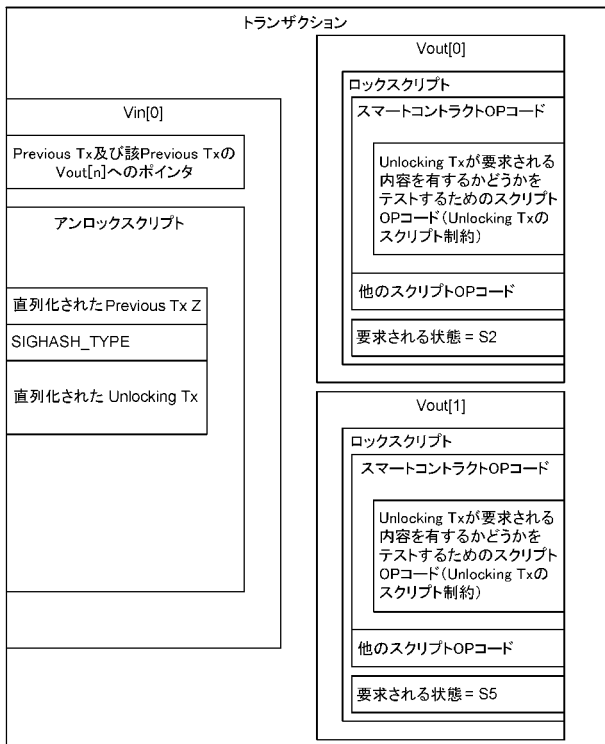 トランザクション
Vin[0]
Previous Tx及び該Previous Txの
Vout[n]へのポインタ
アンロックスクリプト
直列化された Previous Tx Z
SIGHASH_TYPE
直列化された Unlocking Tx
Vout[0]
ロックスクリプト
スマートコントラクトOPコード
Unlocking Txが要求される
内容を有するかどうかを
テストするためのスクリプト
OPコード(Unlocking Txの
スクリプト制約)
他のスクリプトOPコード
要求される状態 = S2
Vout[1]
ロックスクリプト
スマートコントラクトOPコード
Unlocking Txが要求される
内容を有するかどうかを
テストするためのスクリプト
OPコード(Unlocking Txの
スクリプト制約)
他のスクリプトOPコード
要求される状態 = S5